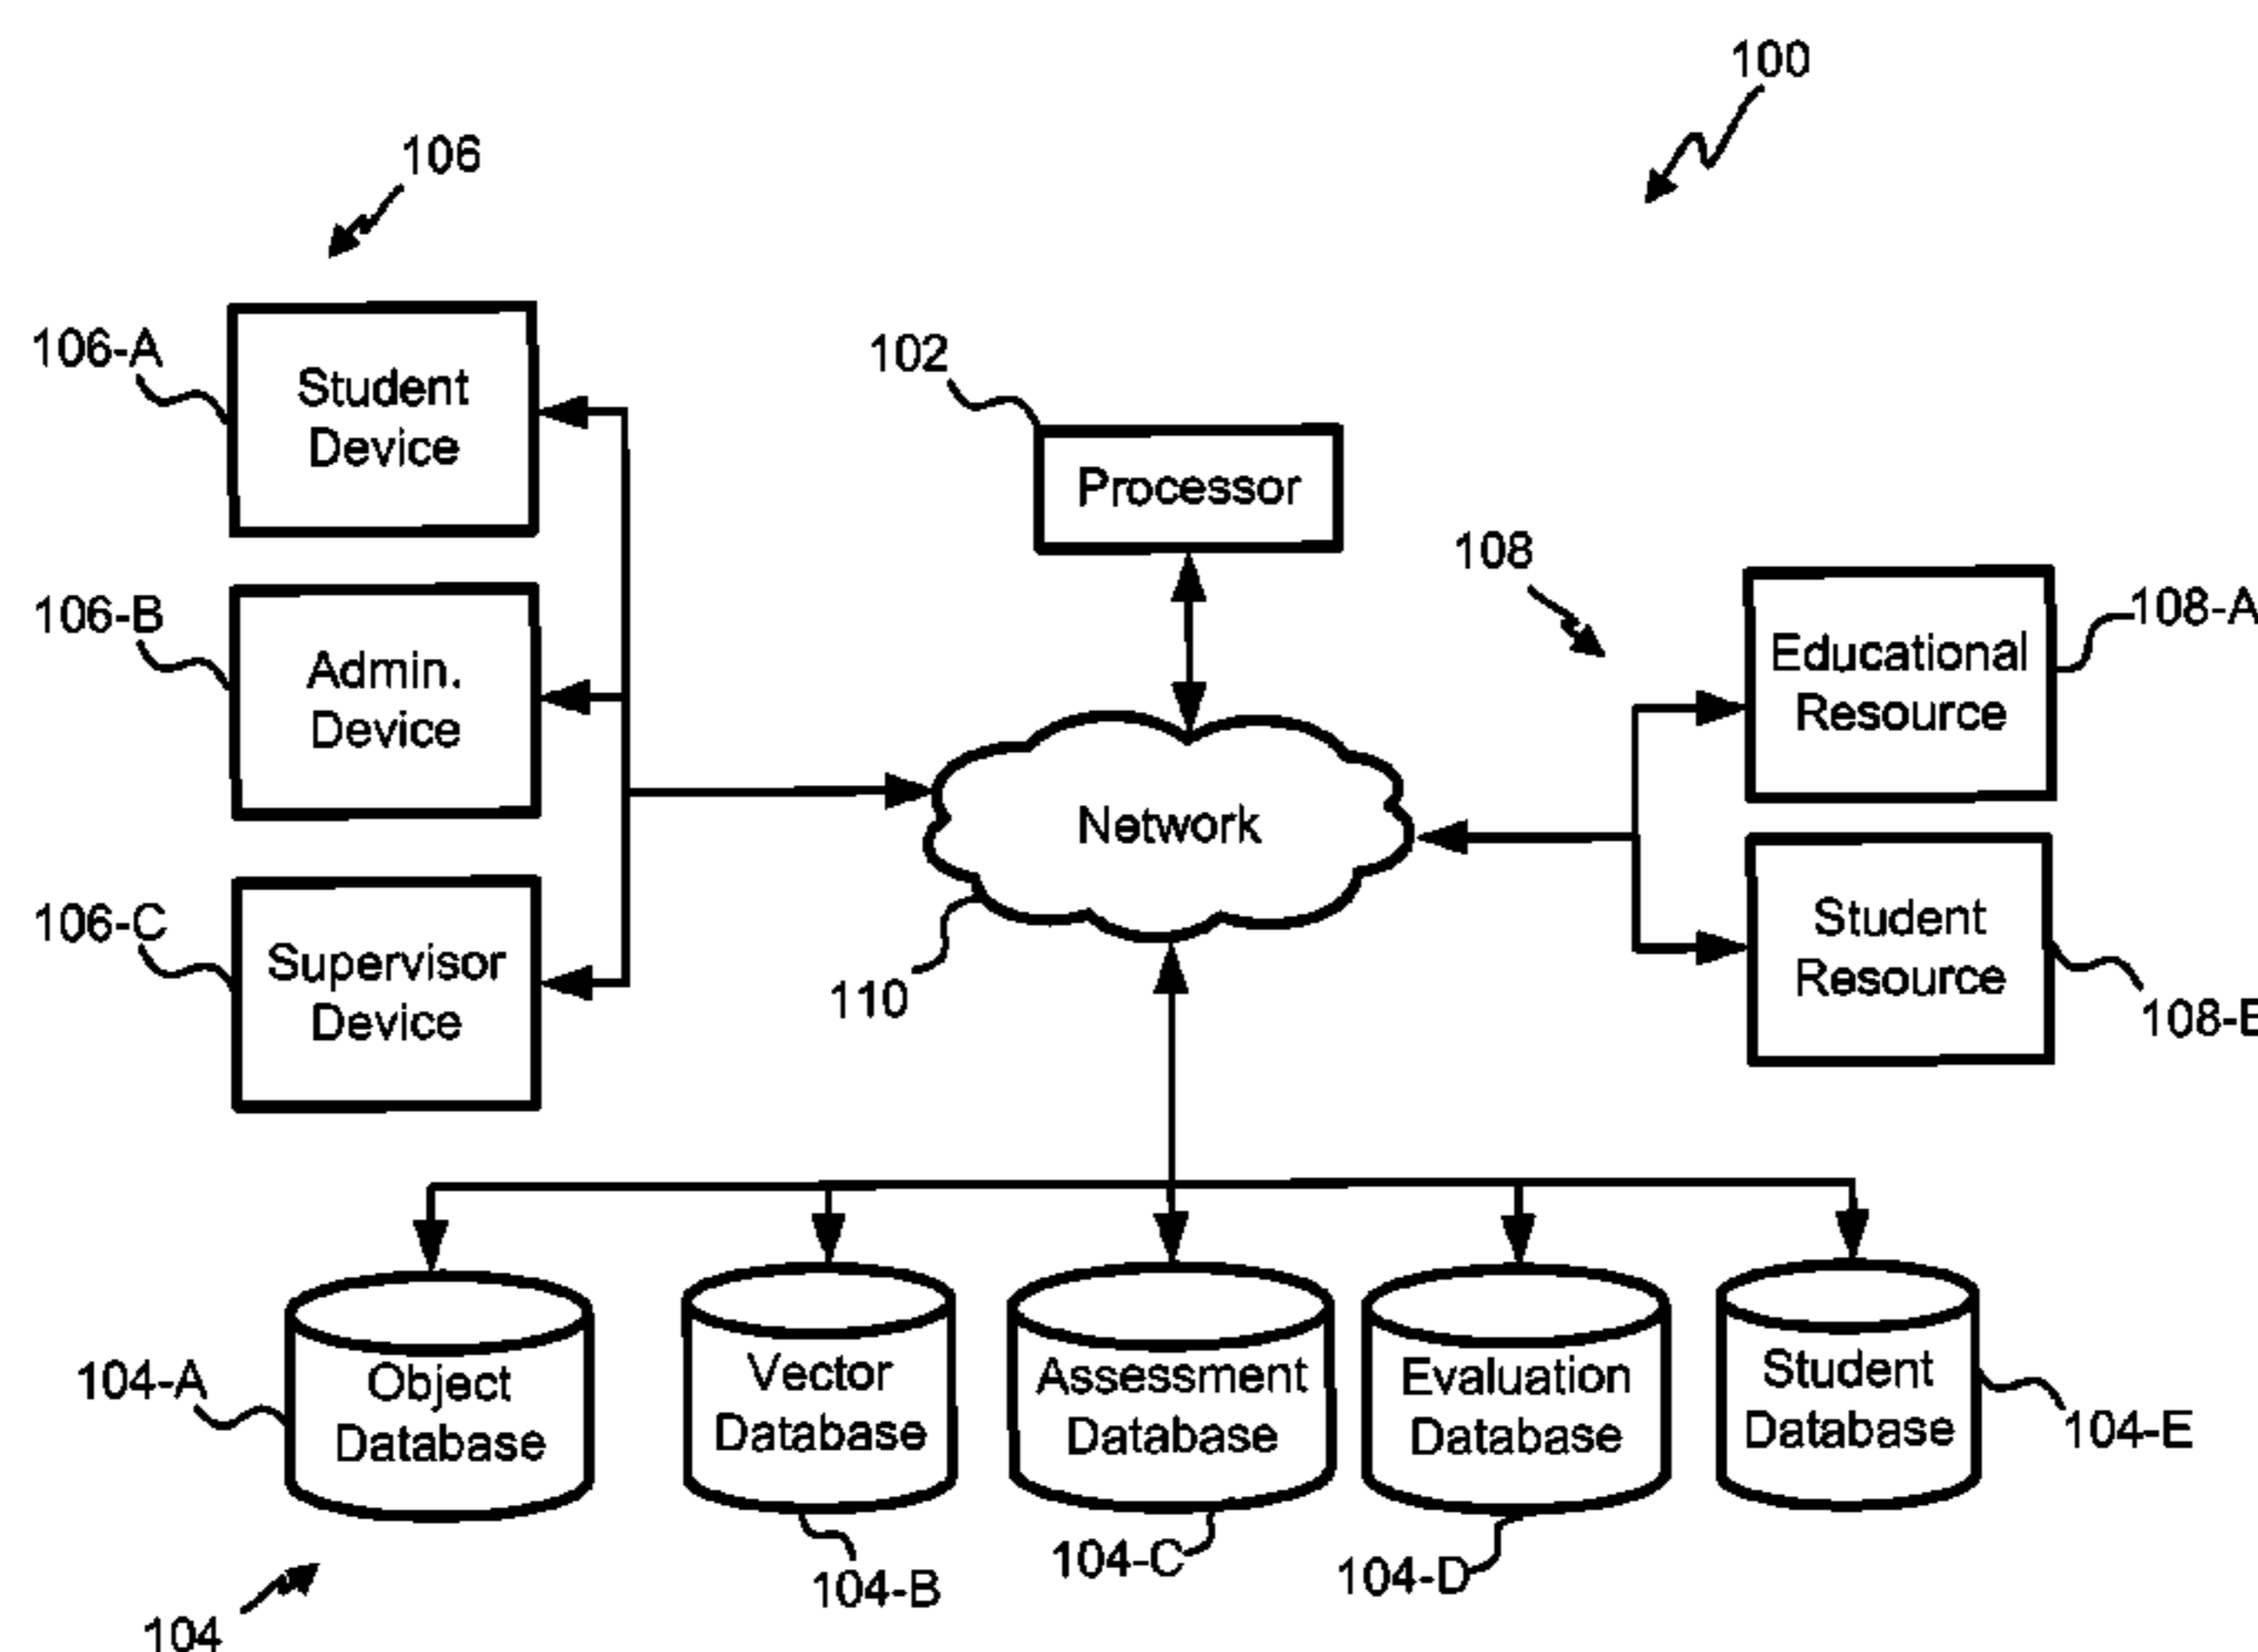 100
106
106-A
Student
Device
102
Processor
108
106-B
Admin.
Device
108-A
Educational
Resource
Network
106-C
Supervisor
Device
110
Student
Resource
104-A
Object
Database
Vector
Database
Assessment
Database
Evaluation
Database
Student
Database
104-E
104-B
104-C
104-D
104